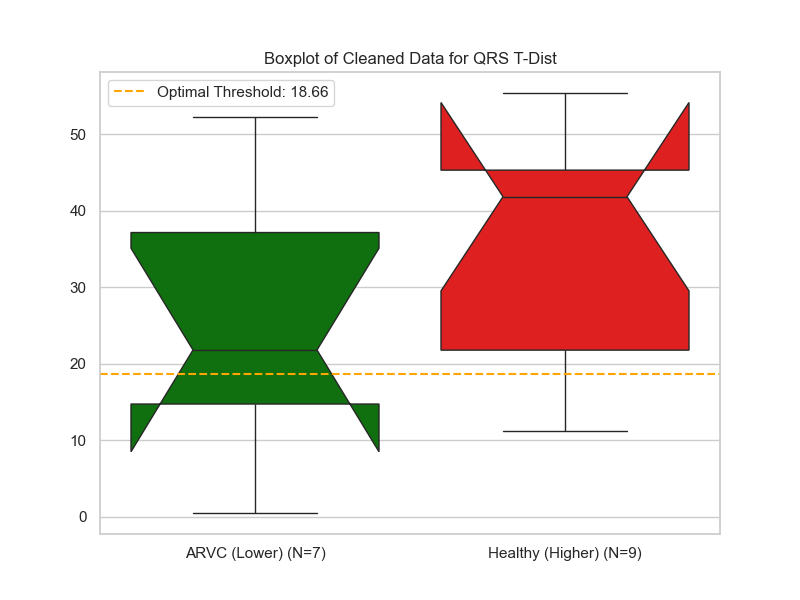 Boxplot of Cleaned Data for QRS T-Dist
Optimal Threshold: 18.66
50
40
30
20
10
0
ARVC (Lower) (N=7)
Healthy (Higher) (N=9)